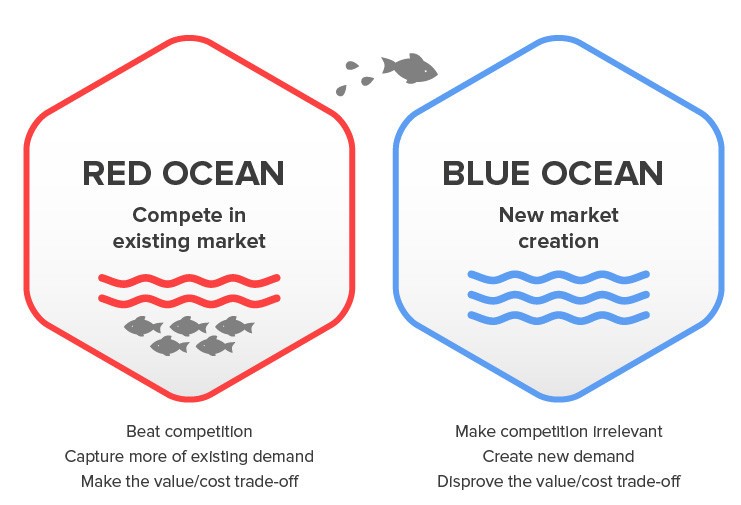 RED OCEAN
Compete in
existing market
Beat competition
Capture more of existing demand
Make the value/cost trade-off
BLUE OCEAN
New market
creation
Make competition irrelevant
Create new demand
Disprove the value/cost trade-off